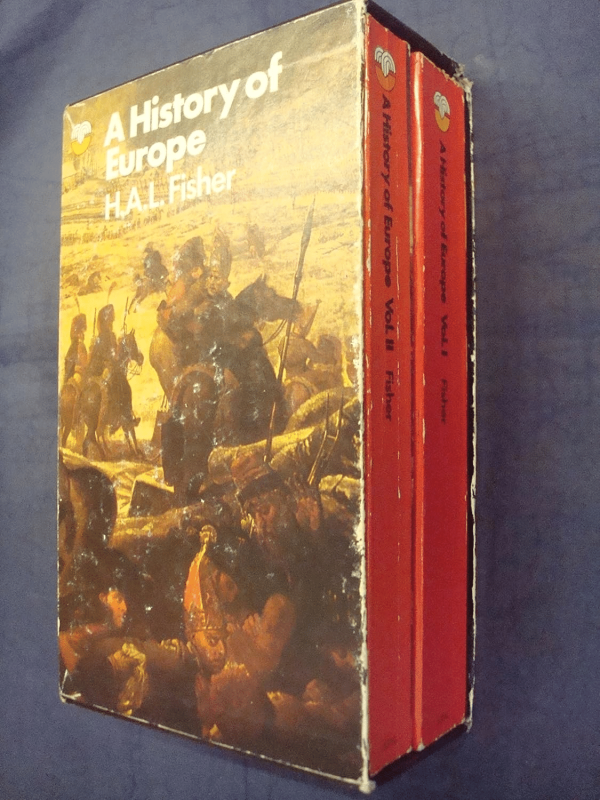 A History of
Europe
H.A.L. Fisher
A History of Europe Vol. II Fisher
A History of Europe Vol. I Fisher